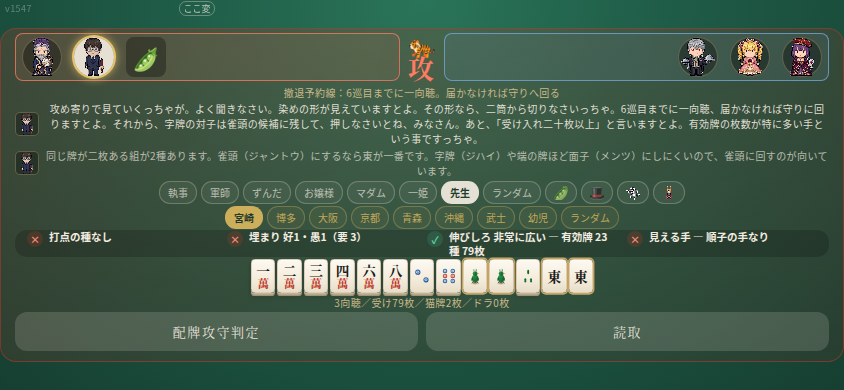 v1547
ここ変
攻
撤退予約線：6巡目までに一向聴。届かなければ守りへ回る
攻め寄りで見ていくっちゃが。よく聞きなさい。染めの形が見えていますとよ。その形なら、二筒から切りなさいっちゃ。6巡目までに一向聴、届かなければ守りに回
りますとよ。それから、字牌の対子は雀頭の候補に残して、押しなさいとね、みなさん。あと、「受け入れ二十枚以上」と言いますとよ。有効牌の枚数が特に多い手と
いう事ですっちゃ。
同じ牌が二枚ある組が2種あります。雀頭（ジャントウ）にするなら東が一番です。字牌（ジハイ）や端の牌ほど面子（メンツ）にしにくいので、雀頭に回すのが向いて
います。
執事 軍師 ずんだ お嬢様 マダム 一姫 先生 ランダム
宮崎 博多 大阪 京都 青森 沖縄 武士 幼児 ランダム
打点の種なし 埋まり 好1・愚1（要 3） 伸びしろ 非常に広い — 有効牌 23 見える手 — 順子の手なり
種 79枚
一萬 二萬 三萬 四萬 六萬 八萬 東 東
3向聴／受け79枚／猫牌2枚／ドラ0枚
配牌攻守判定 読取